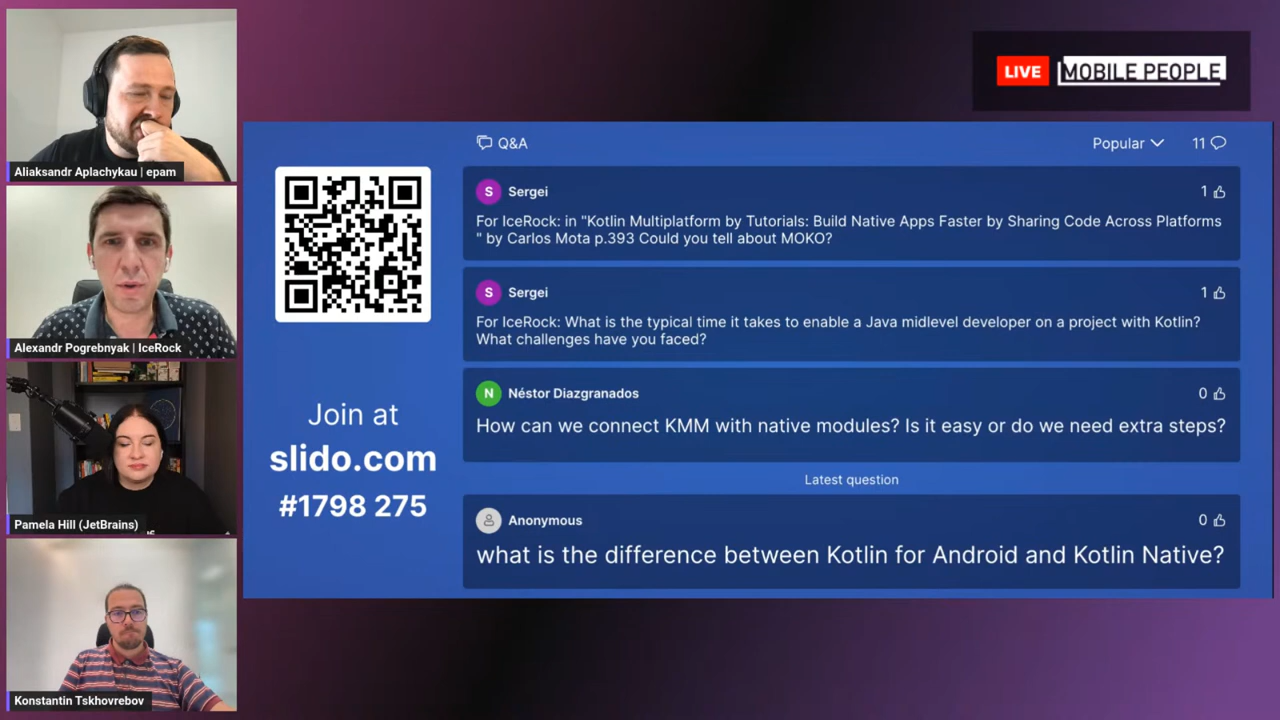 Aliaksandr Aplachykau | epam
Alexandr Pogrebnyak | IceRock
Pamela Hill (JetBrains)
Konstantin Tskhovrebov
LIVE
MOBILE PEOPLE
Q&A
Popular
11
Join at
slido.com
#1798 275
S
Sergei
1
For IceRock: in "Kotlin Multiplatform by Tutorials: Build Native Apps Faster by Sharing Code Across Platforms
" by Carlos Mota p.393 Could you tell about MOKO?
S
Sergei
1
For IceRock: What is the typical time it takes to enable a Java midlevel developer on a project with Kotlin?
What challenges have you faced?
N
Néstor Diazgranados
0
How can we connect KMM with native modules? Is it easy or do we need extra steps?
Latest question
Anonymous
0
what is the difference between Kotlin for Android and Kotlin Native?